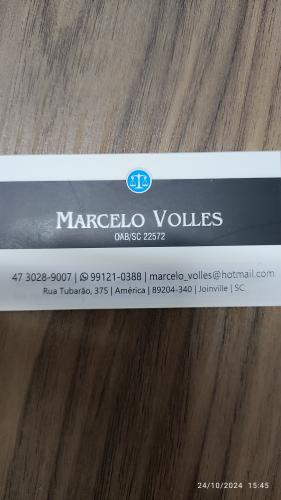 MARCELO VOLLES
OAB/SC 22572
47 3028-9007 | 99121-0388 | marcelo_volles@hotmail.com
Rua Tubarão, 375 | América | 89204-340 | Joinville | SC
24/10/2024 15:45